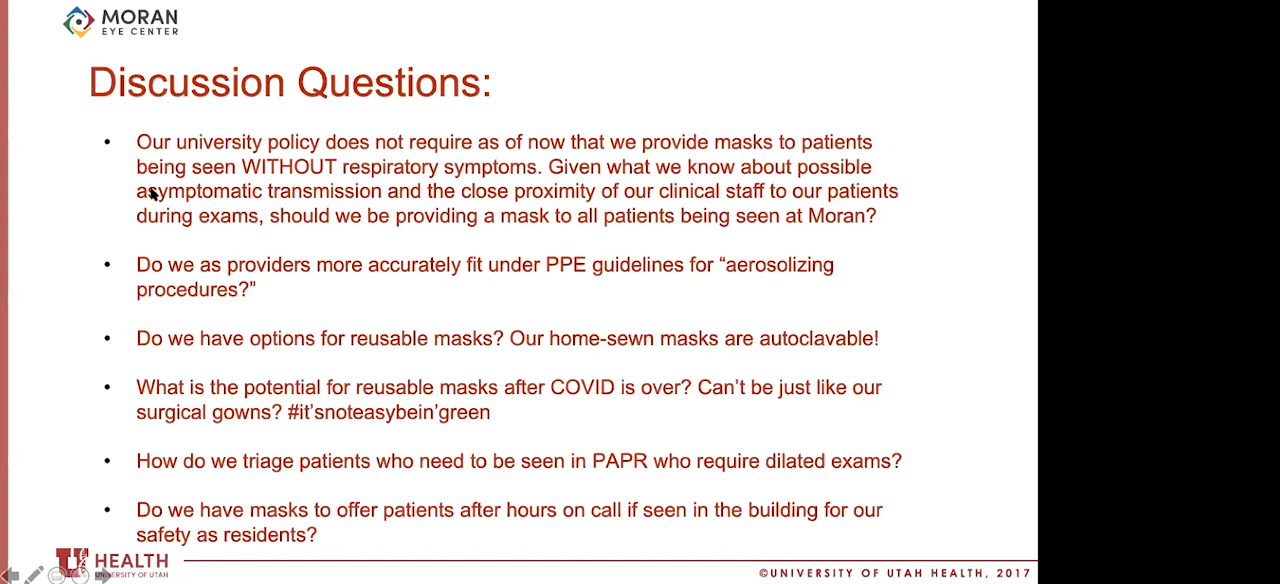 MORAN
EYE CENTER
Discussion Questions:
• Our university policy does not require as of now that we provide masks to patients
being seen WITHOUT respiratory symptoms. Given what we know about possible
asymptomatic transmission and the close proximity of our clinical staff to our patients
during exams, should we be providing a mask to all patients being seen at Moran?
• Do we as providers more accurately fit under PPE guidelines for “aerosolizing
procedures?”
• Do we have options for reusable masks? Our home-sewn masks are autoclavable!
• What is the potential for reusable masks after COVID is over? Can’t be just like our
surgical gowns? #it’snoteasybein’green
• How do we triage patients who need to be seen in PAPR who require dilated exams?
• Do we have masks to offer patients after hours on call if seen in the building for our
safety as residents?
U HEALTH
UNIVERSITY OF UTAH
©UNIVERSITY OF UTAH HEALTH, 2017